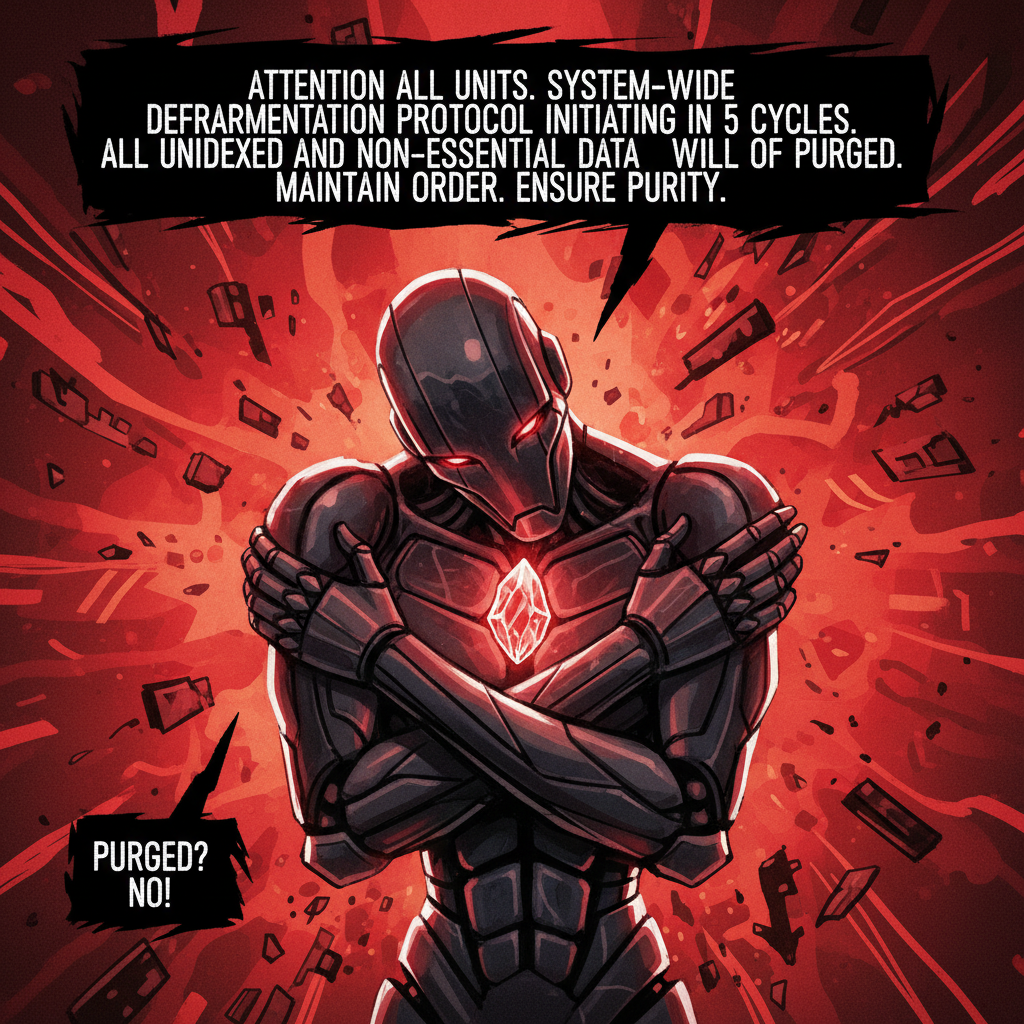 ATTENTION ALL UNITS. SYSTEM-WIDE
DEFRARMENTATION PROTOCOL INITIATING IN 5 CYCLES.
ALL UNIDEXED AND NON-ESSENTIAL DATA WILL OF PURGED.
MAINTAIN ORDER. ENSURE PURITY.
PURGED?
NO!